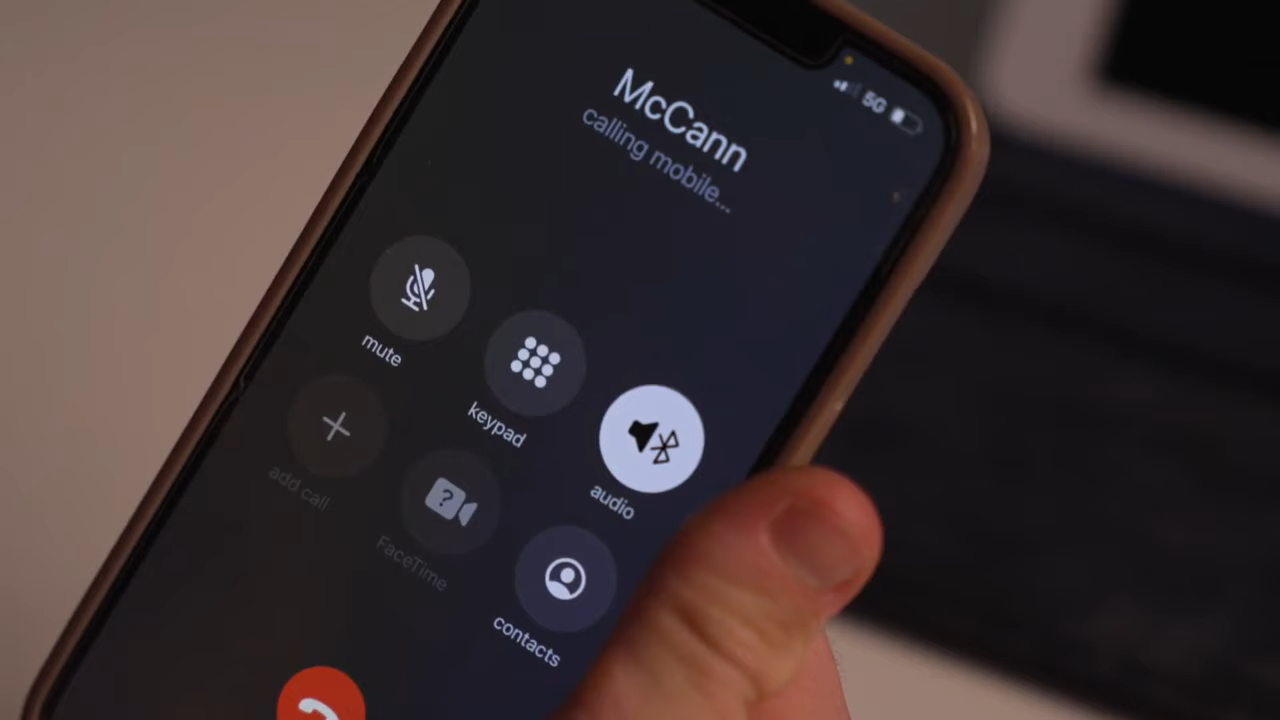 5G
McCann
calling mobile...
mute
keypad
audio
add call
FaceTime
contacts